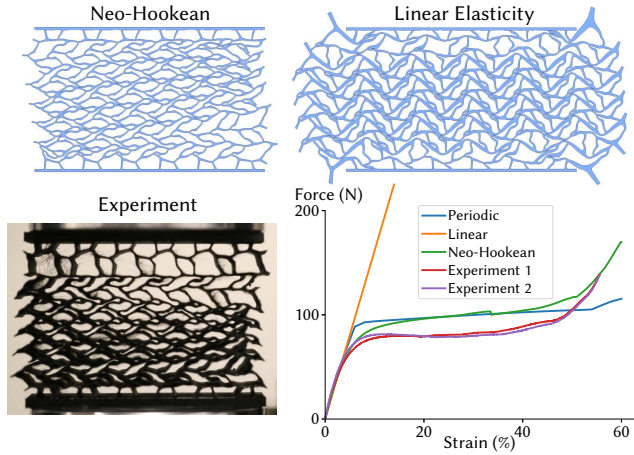 Neo-Hookean
Linear Elasticity
Experiment
Force (N)
200
100
0
Periodic
Linear
Neo-Hookean
Experiment 1
Experiment 2
0
20
40
60
Strain (%)